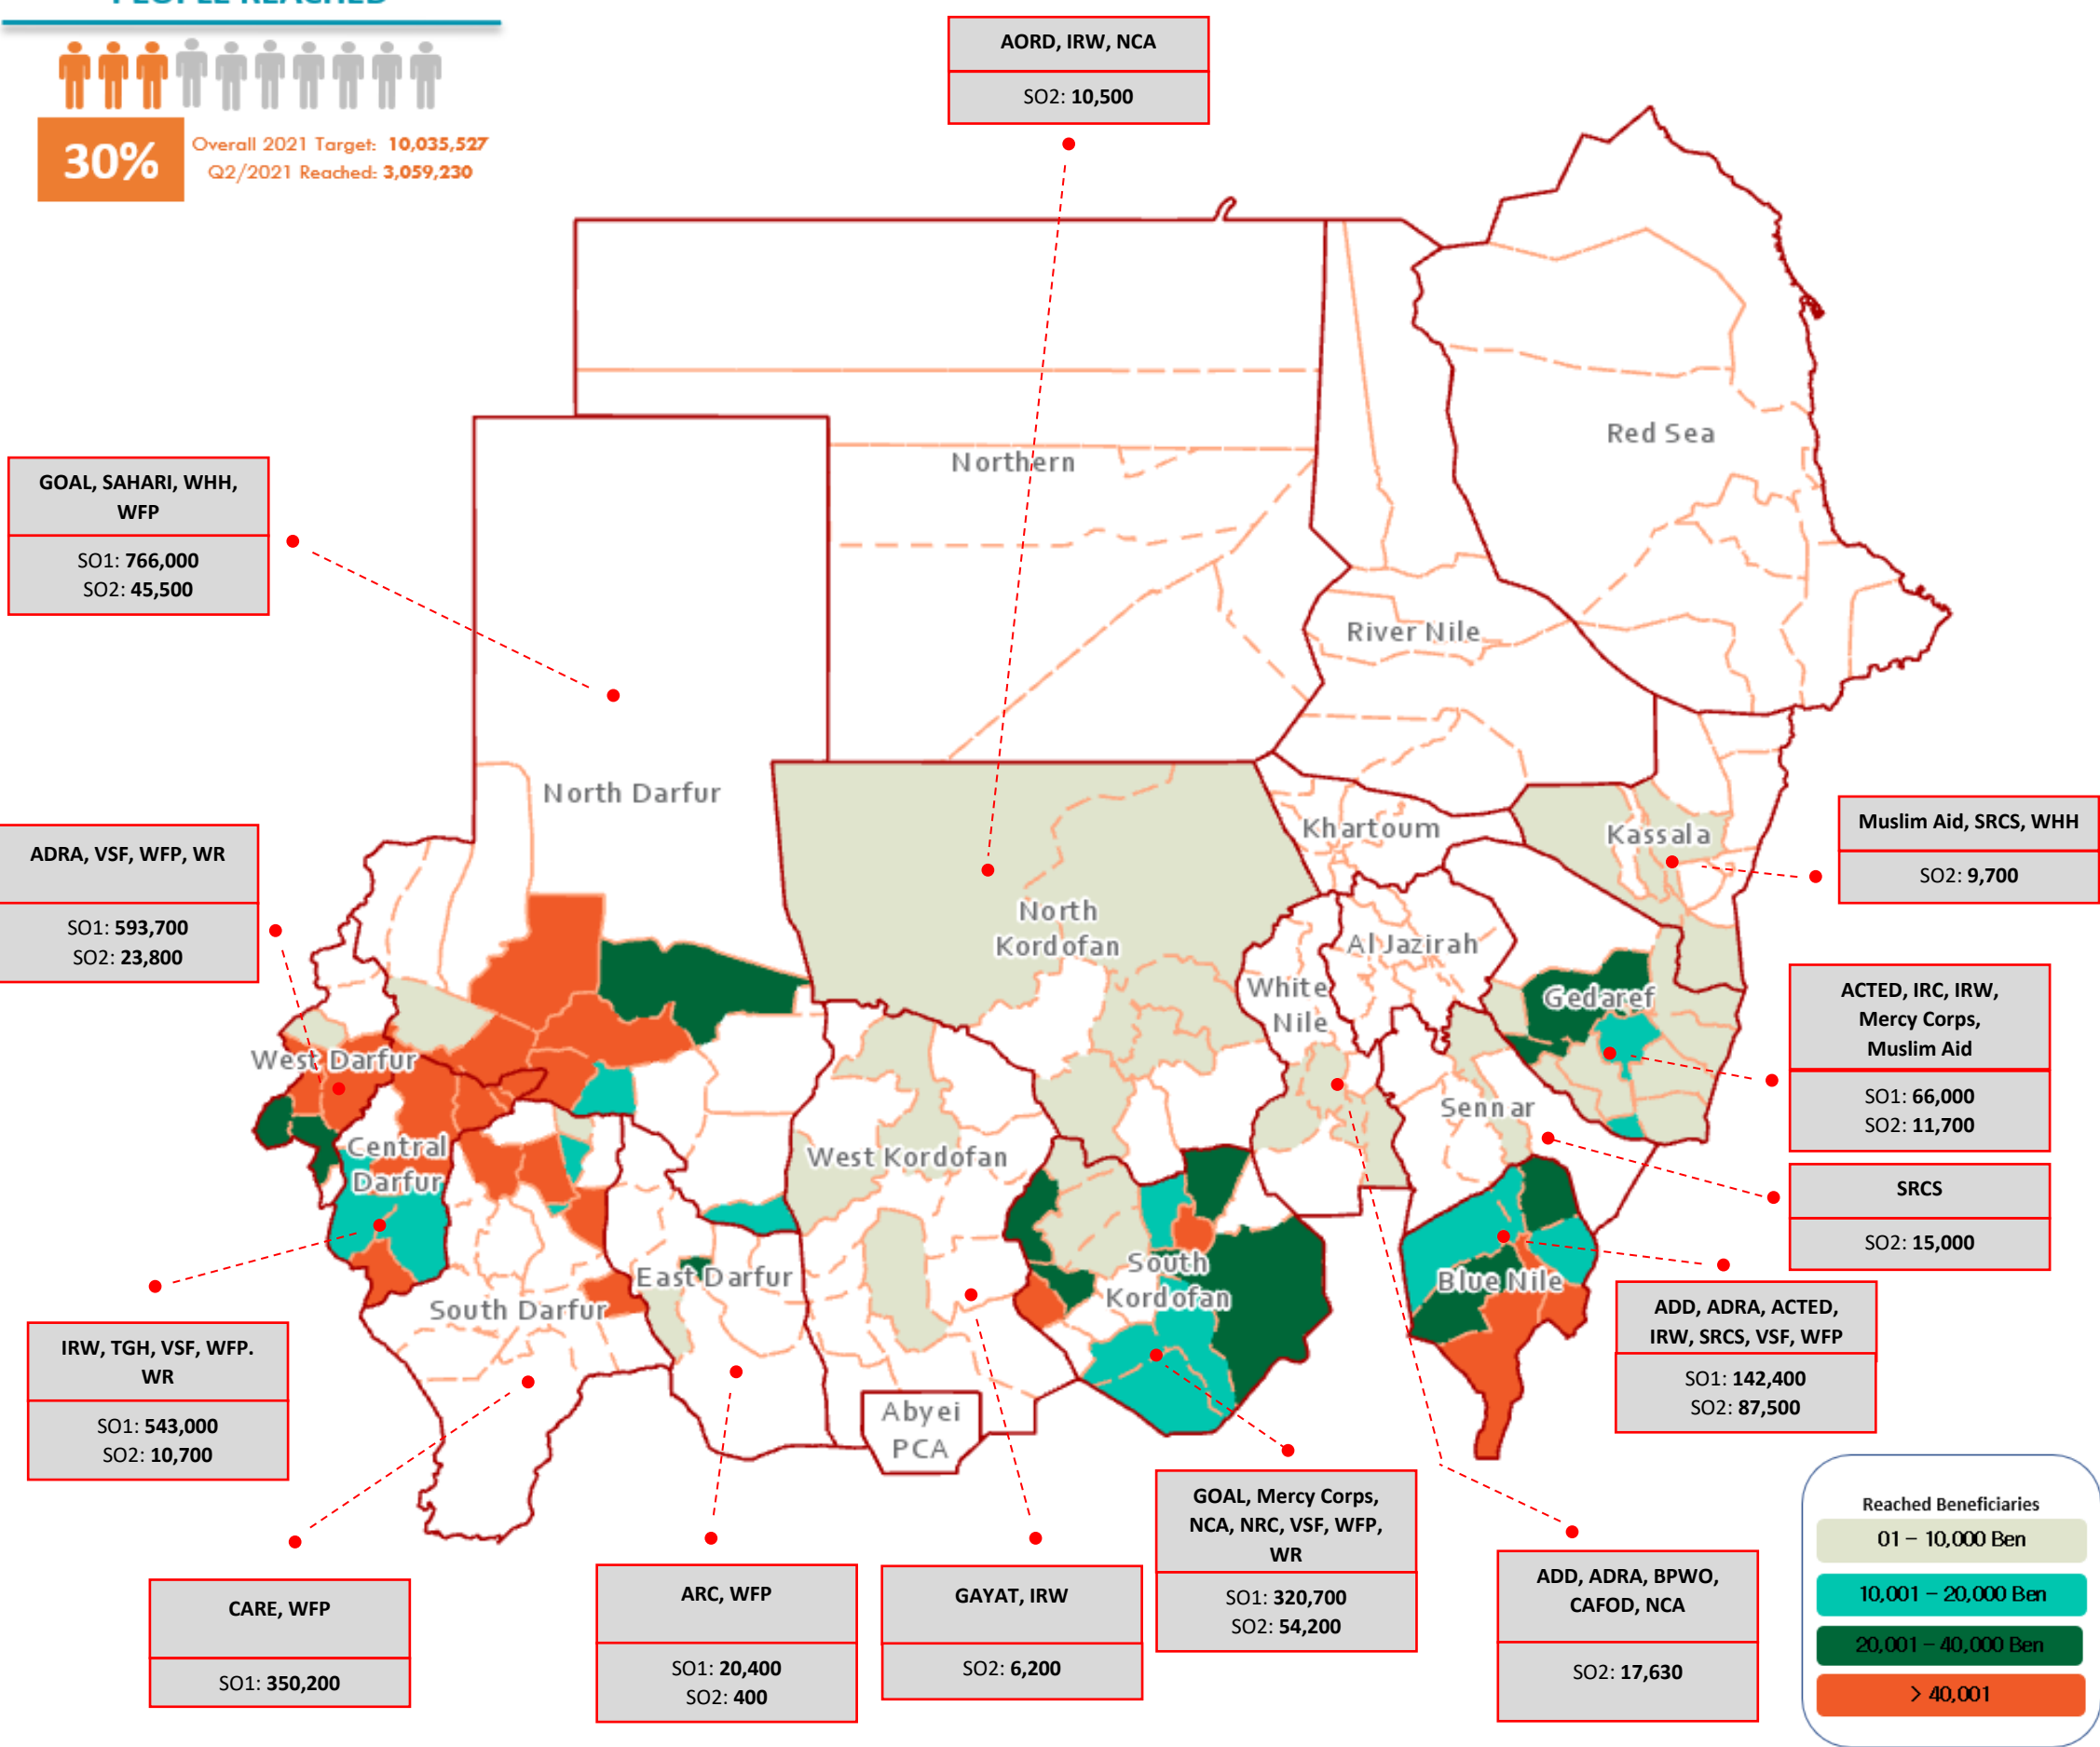 PEOPLE REACHED
30%
Overall 2021 Target: 10,035,527
Q2/2021 Reached: 3,059,230
AORD, IRW, NCA
SO2: 10,500
GOAL, SAHARI, WHH,
WFP
SO1: 766,000
SO2: 45,500
ADRA, VSF, WFP, WR
SO1: 593,700
SO2: 23,800
Red Sea
Northern
River Nile
North Darfur
Khartoum
Kassala
North
Kordofan
Al Jazirah
White
Nile
Gedaref
West Darfur
Central
Darfur
West Kordofan
Sennar
South
Kordofan
East Darfur
South Darfur
Blue Nile
Abyei
PCA
Muslim Aid, SRCS, WHH
SO2: 9,700
ACTED, IRC, IRW,
Mercy Corps,
Muslim Aid
SO1: 66,000
SO2: 11,700
SRCS
SO2: 15,000
ADD, ADRA, ACTED,
IRW, SRCS, VSF, WFP
SO1: 142,400
SO2: 87,500
IRW, TGH, VSF, WFP.
WR
SO1: 543,000
SO2: 10,700
CARE, WFP
SO1: 350,200
ARC, WFP
SO1: 20,400
SO2: 400
GAYAT, IRW
SO2: 6,200
GOAL, Mercy Corps,
NCA, NRC, VSF, WFP,
WR
SO1: 320,700
SO2: 54,200
ADD, ADRA, BPWO,
CAFOD, NCA
SO2: 17,630
Reached Beneficiaries
01 – 10,000 Ben
10,001 – 20,000 Ben
20,001 – 40,000 Ben
> 40,001